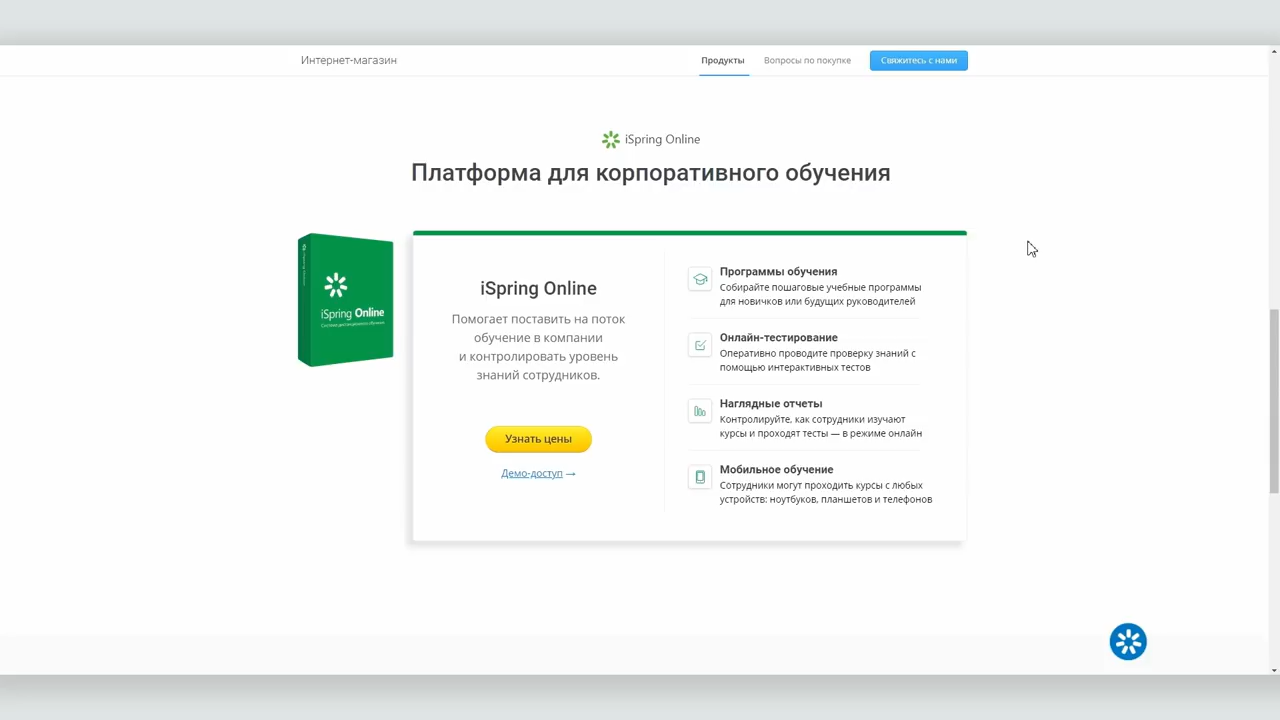 Интернет-магазин
Продукты
Вопросы по покупке
Свяжитесь с нами
iSpring Online
Платформа для корпоративного обучения
iSpring Online
iSpring Online
Помогает поставить на поток
обучение в компании
и контролировать уровень
знаний сотрудников.
Узнать цены
Демо-доступ →
Программы обучения
Собирайте пошаговые учебные программы
для новичков или будущих руководителей
Онлайн-тестирование
Оперативно проводите проверку знаний с
помощью интерактивных тестов
Наглядные отчеты
Контролируйте, как сотрудники изучают
курсы и проходят тесты — в режиме онлайн
Мобильное обучение
Сотрудники могут проходить курсы с любых
устройств: ноутбуков, планшетов и телефонов